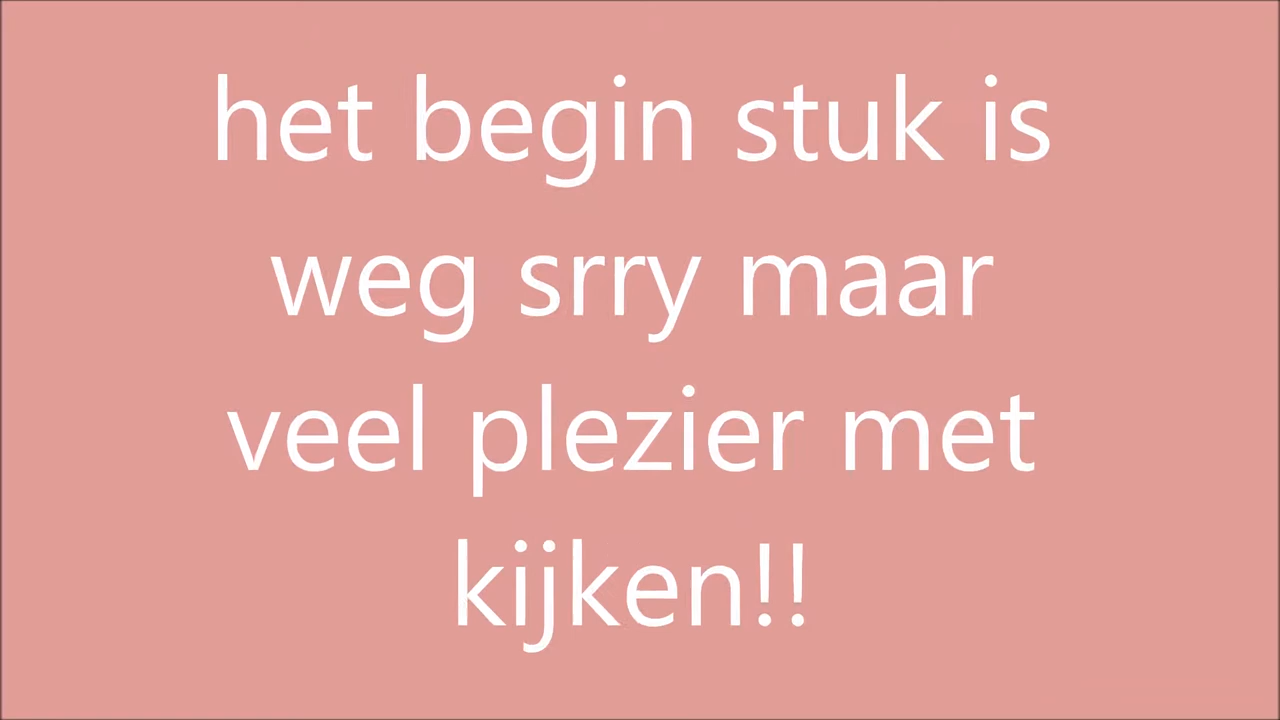 het begin stuk is
weg srry maar
veel plezier met
kijken!!